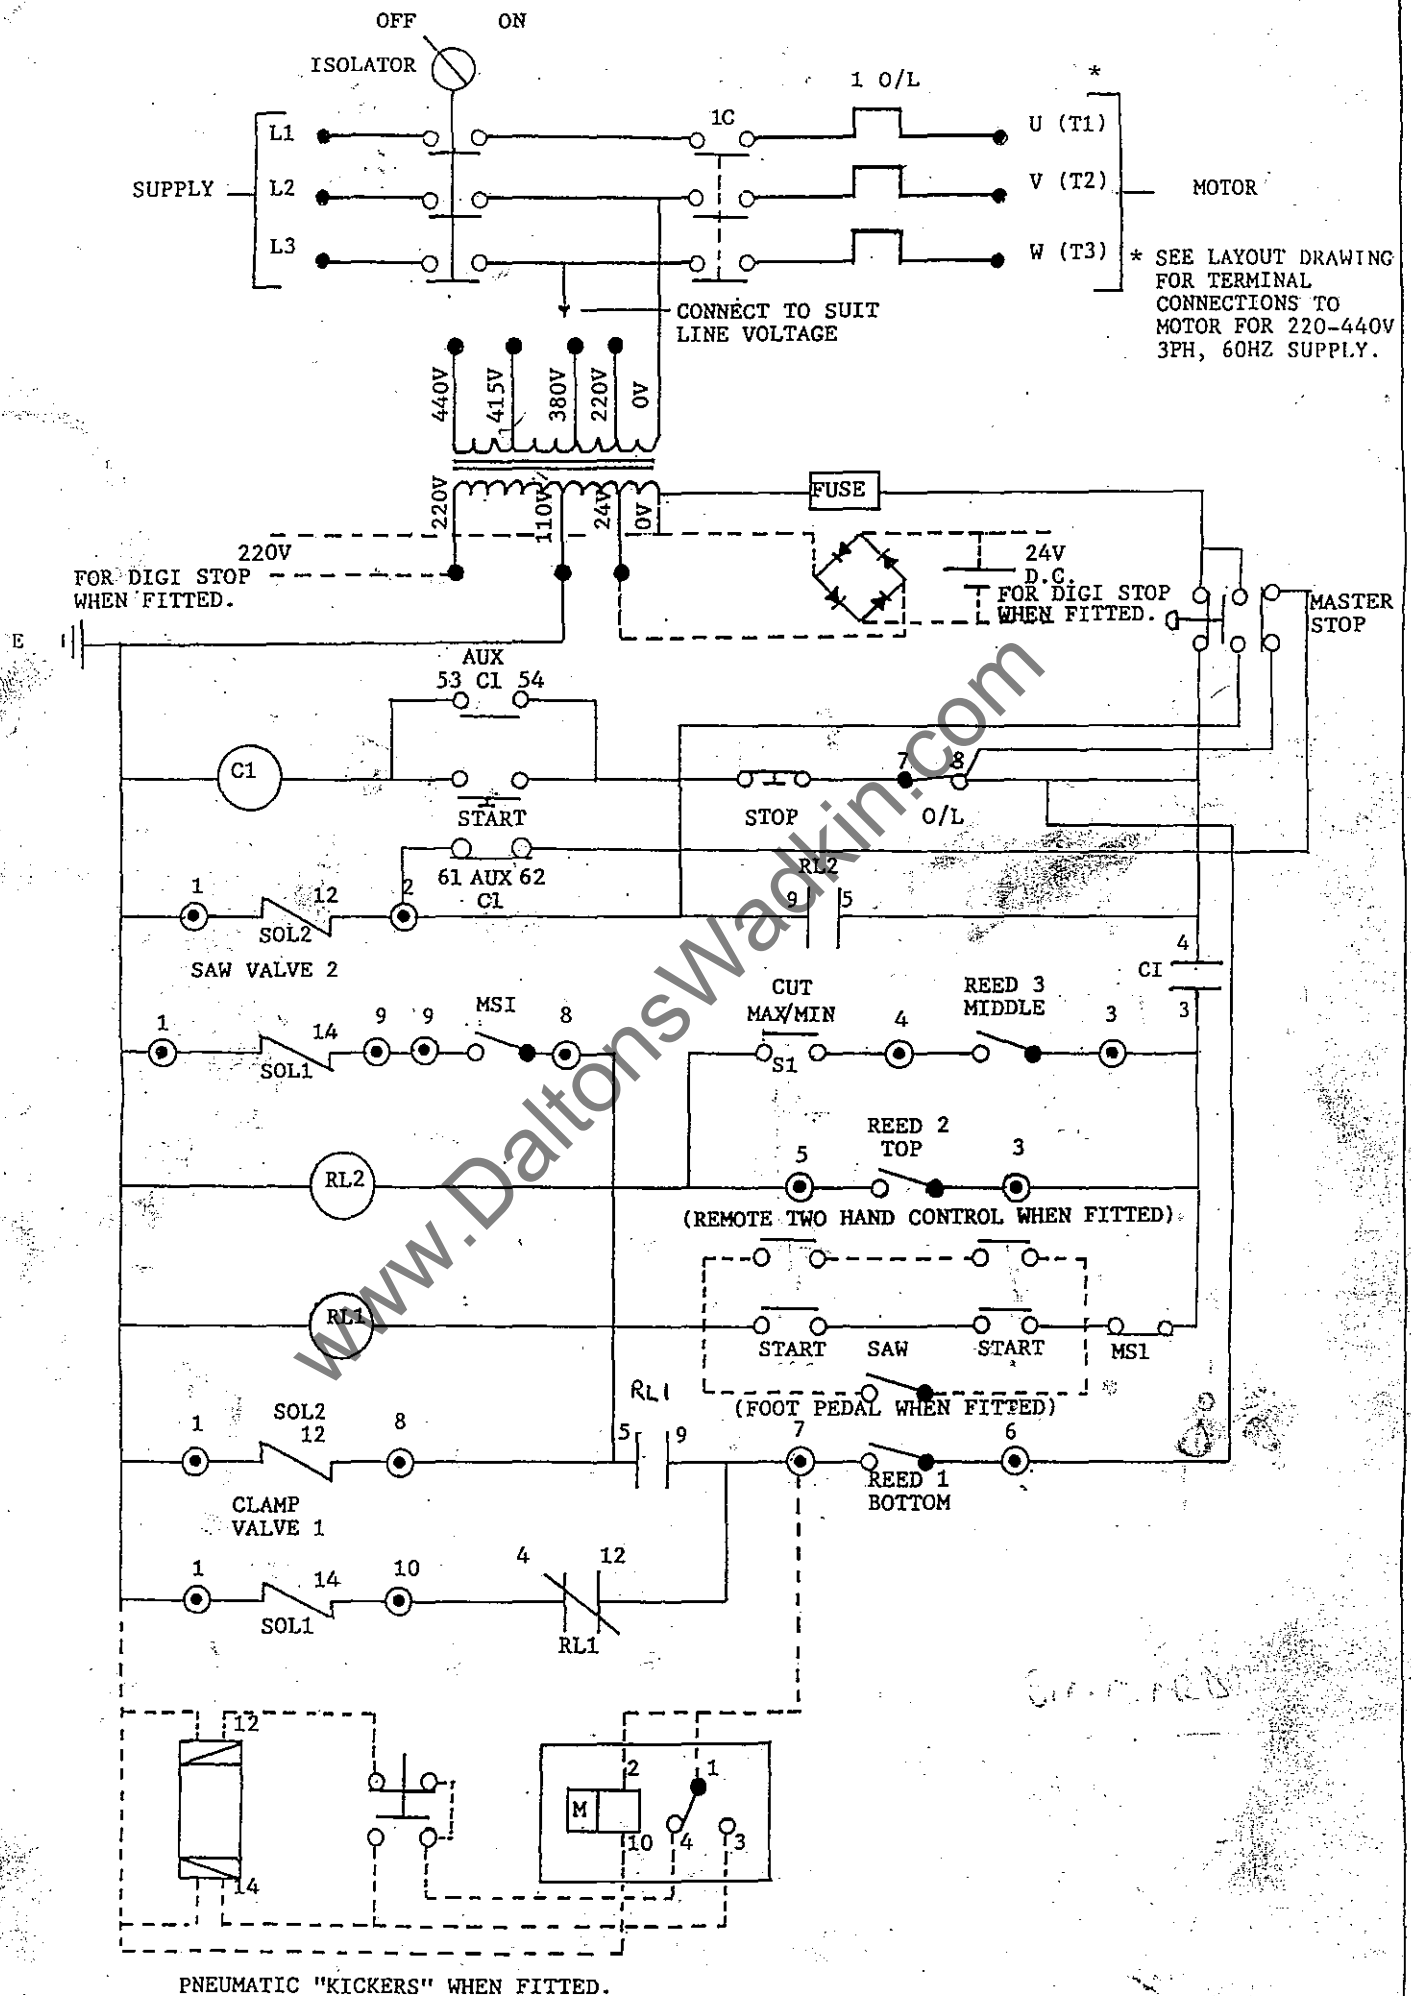 OFF ON
ISOLATOR
1 O/L
*
L1
1C
U (T1)
SUPPLY
L2
V (T2)
MOTOR
L3
W (T3)
* SEE LAYOUT DRAWING
FOR TERMINAL
CONNECTIONS TO
MOTOR FOR 220-440V
3PH, 60HZ SUPPLY.
CONNECT TO SUIT
LINE VOLTAGE
440V 415V 380V 220V 0V
220V 110V 24V 0V
FUSE
220V
FOR DIGI STOP
WHEN FITTED.
24V
D.C.
FOR DIGI STOP
WHEN FITTED.
MASTER
STOP
E
AUX
53 C1 54
C1
START
STOP
7 8
O/L
61 AUX 62
C1
1 12 2
SOL2
SAW VALVE 2
RL2
9 5
4
CI
3
1 14 9 9 MSI 8
SOL1
CUT
MAX/MIN
S1
4
REED 3
MIDDLE
3
RL2
5
REED 2
TOP
3
(REMOTE TWO HAND CONTROL WHEN FITTED)
RL1
START SAW START
MS1
(FOOT PEDAL WHEN FITTED)
1
SOL2
12
8
RL1
5 9
7
6
REED 1
BOTTOM
CLAMP
VALVE 1
1 14 10
SOL1
4 12
RL1
12
14
2 1
M
10 4 3
PNEUMATIC "KICKERS" WHEN FITTED.
www.DaltonsWadkin.com